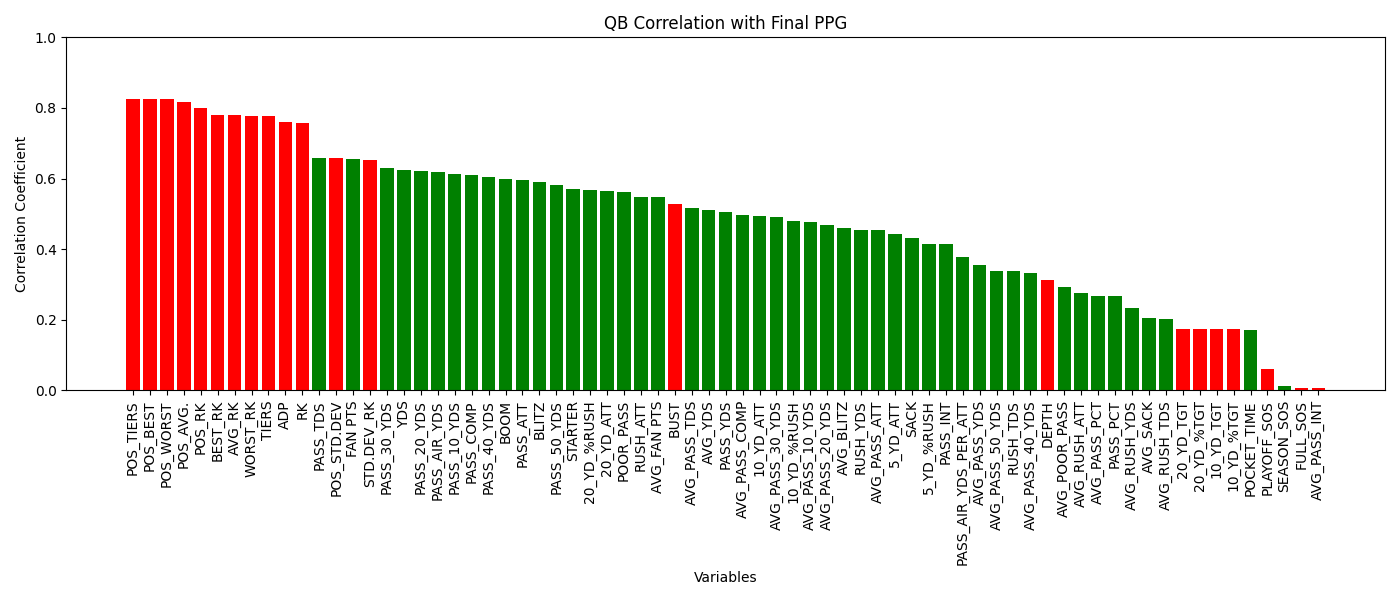 QB Correlation with Final PPG
Correlation Coefficient
1.0
0.8
0.6
0.4
0.2
0.0
POS_TIERS
POS_BEST
POS_WORST
POS_AVG.
POS_RK
BEST_RK
AVG_RK
WORST_RK
TIERS
ADP
RK
PASS_TDS
POS_STD.DEV
FAN PTS
STD.DEV_RK
PASS_30_YDS
YDS
PASS_20_YDS
PASS_AIR_YDS
PASS_10_YDS
PASS_COMP
PASS_40_YDS
BOOM
PASS_ATT
BLITZ
PASS_50_YDS
STARTER
20_YD_%RUSH
20_YD_ATT
POOR_PASS
RUSH_ATT
AVG_FAN PTS
BUST
AVG_PASS_TDS
AVG_YDS
PASS_YDS
AVG_PASS_COMP
10_YD_ATT
AVG_PASS_30_YDS
10_YD_%RUSH
AVG_PASS_10_YDS
AVG_PASS_20_YDS
AVG_BLITZ
RUSH_YDS
AVG_PASS_ATT
5_YD_ATT
SACK
5_YD_%RUSH
PASS_INT
PASS_AIR_YDS_PER_ATT
AVG_PASS_YDS
AVG_PASS_50_YDS
RUSH_TDS
AVG_PASS_40_YDS
DEPTH
AVG_POOR_PASS
AVG_RUSH_ATT
AVG_PASS_PCT
PASS_PCT
AVG_RUSH_YDS
AVG_SACK
AVG_RUSH_TDS
20_YD_TGT
20_YD_%TGT
10_YD_TGT
10_YD_%TGT
POCKET_TIME
PLAYOFF_SOS
SEASON_SOS
FULL_SOS
AVG_PASS_INT
Variables